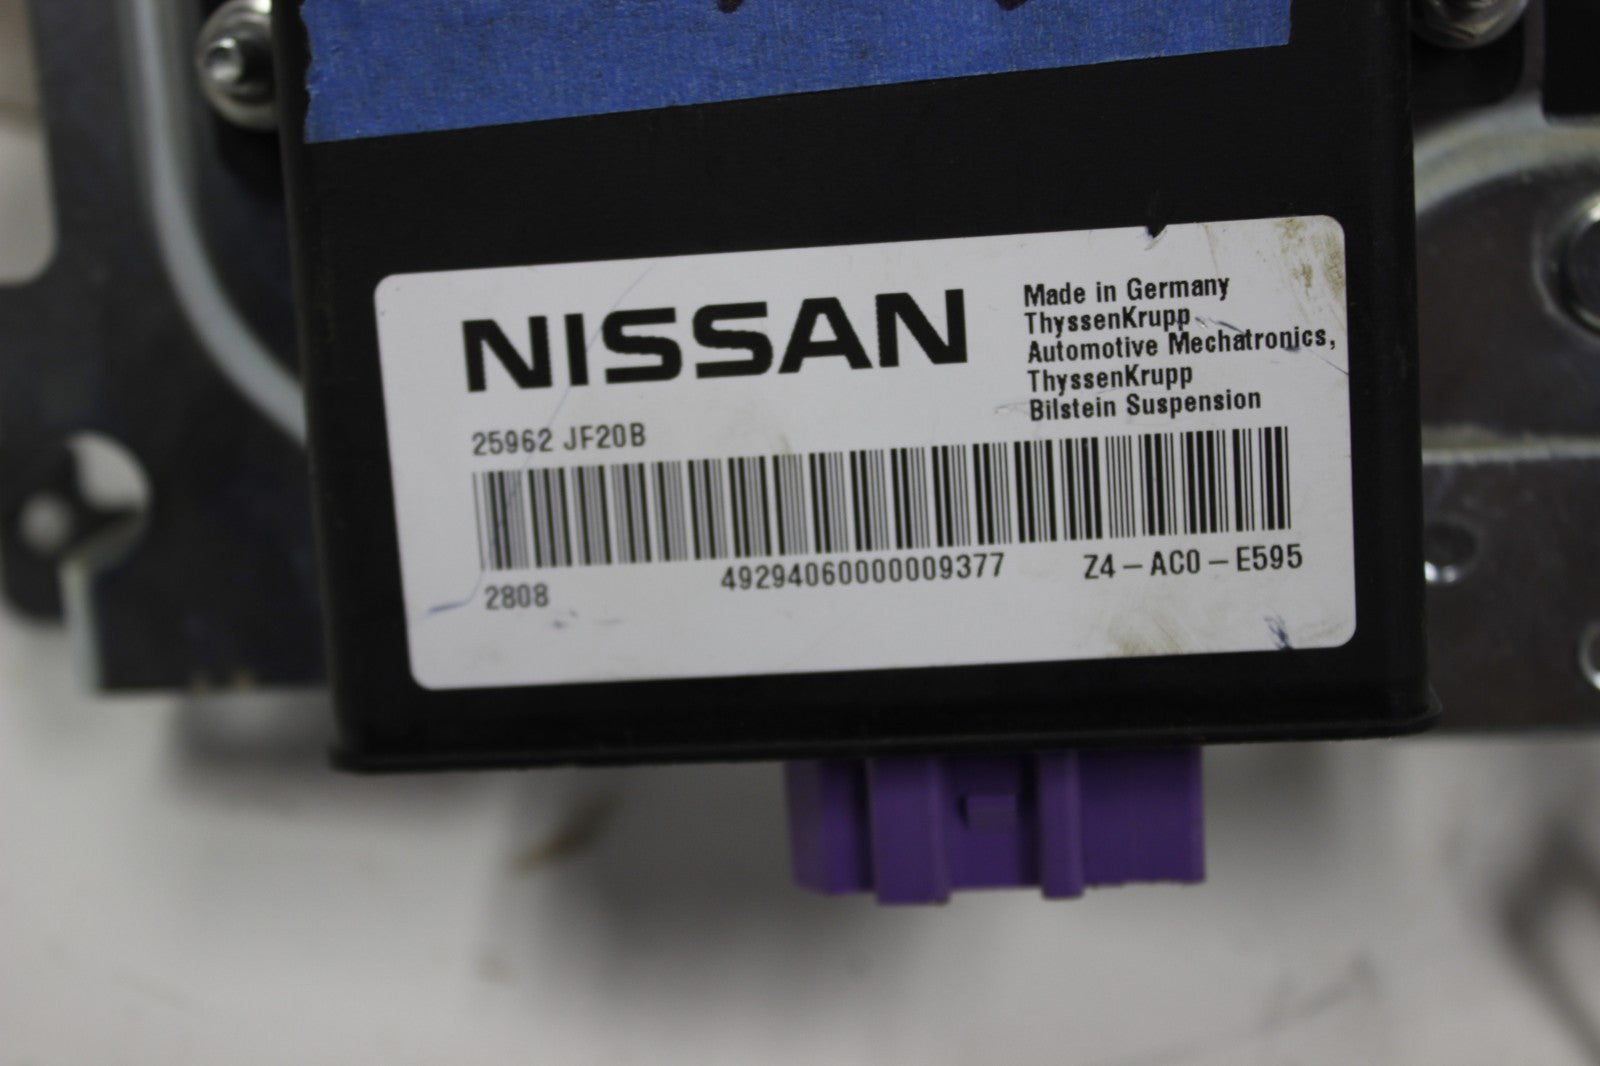 NISSAN
Made in Germany
ThyssenKrupp
Automotive Mechatronics,
ThyssenKrupp
Bilstein Suspension
25962 JF20B
2808 49294060000009377 Z4-AC0-E595